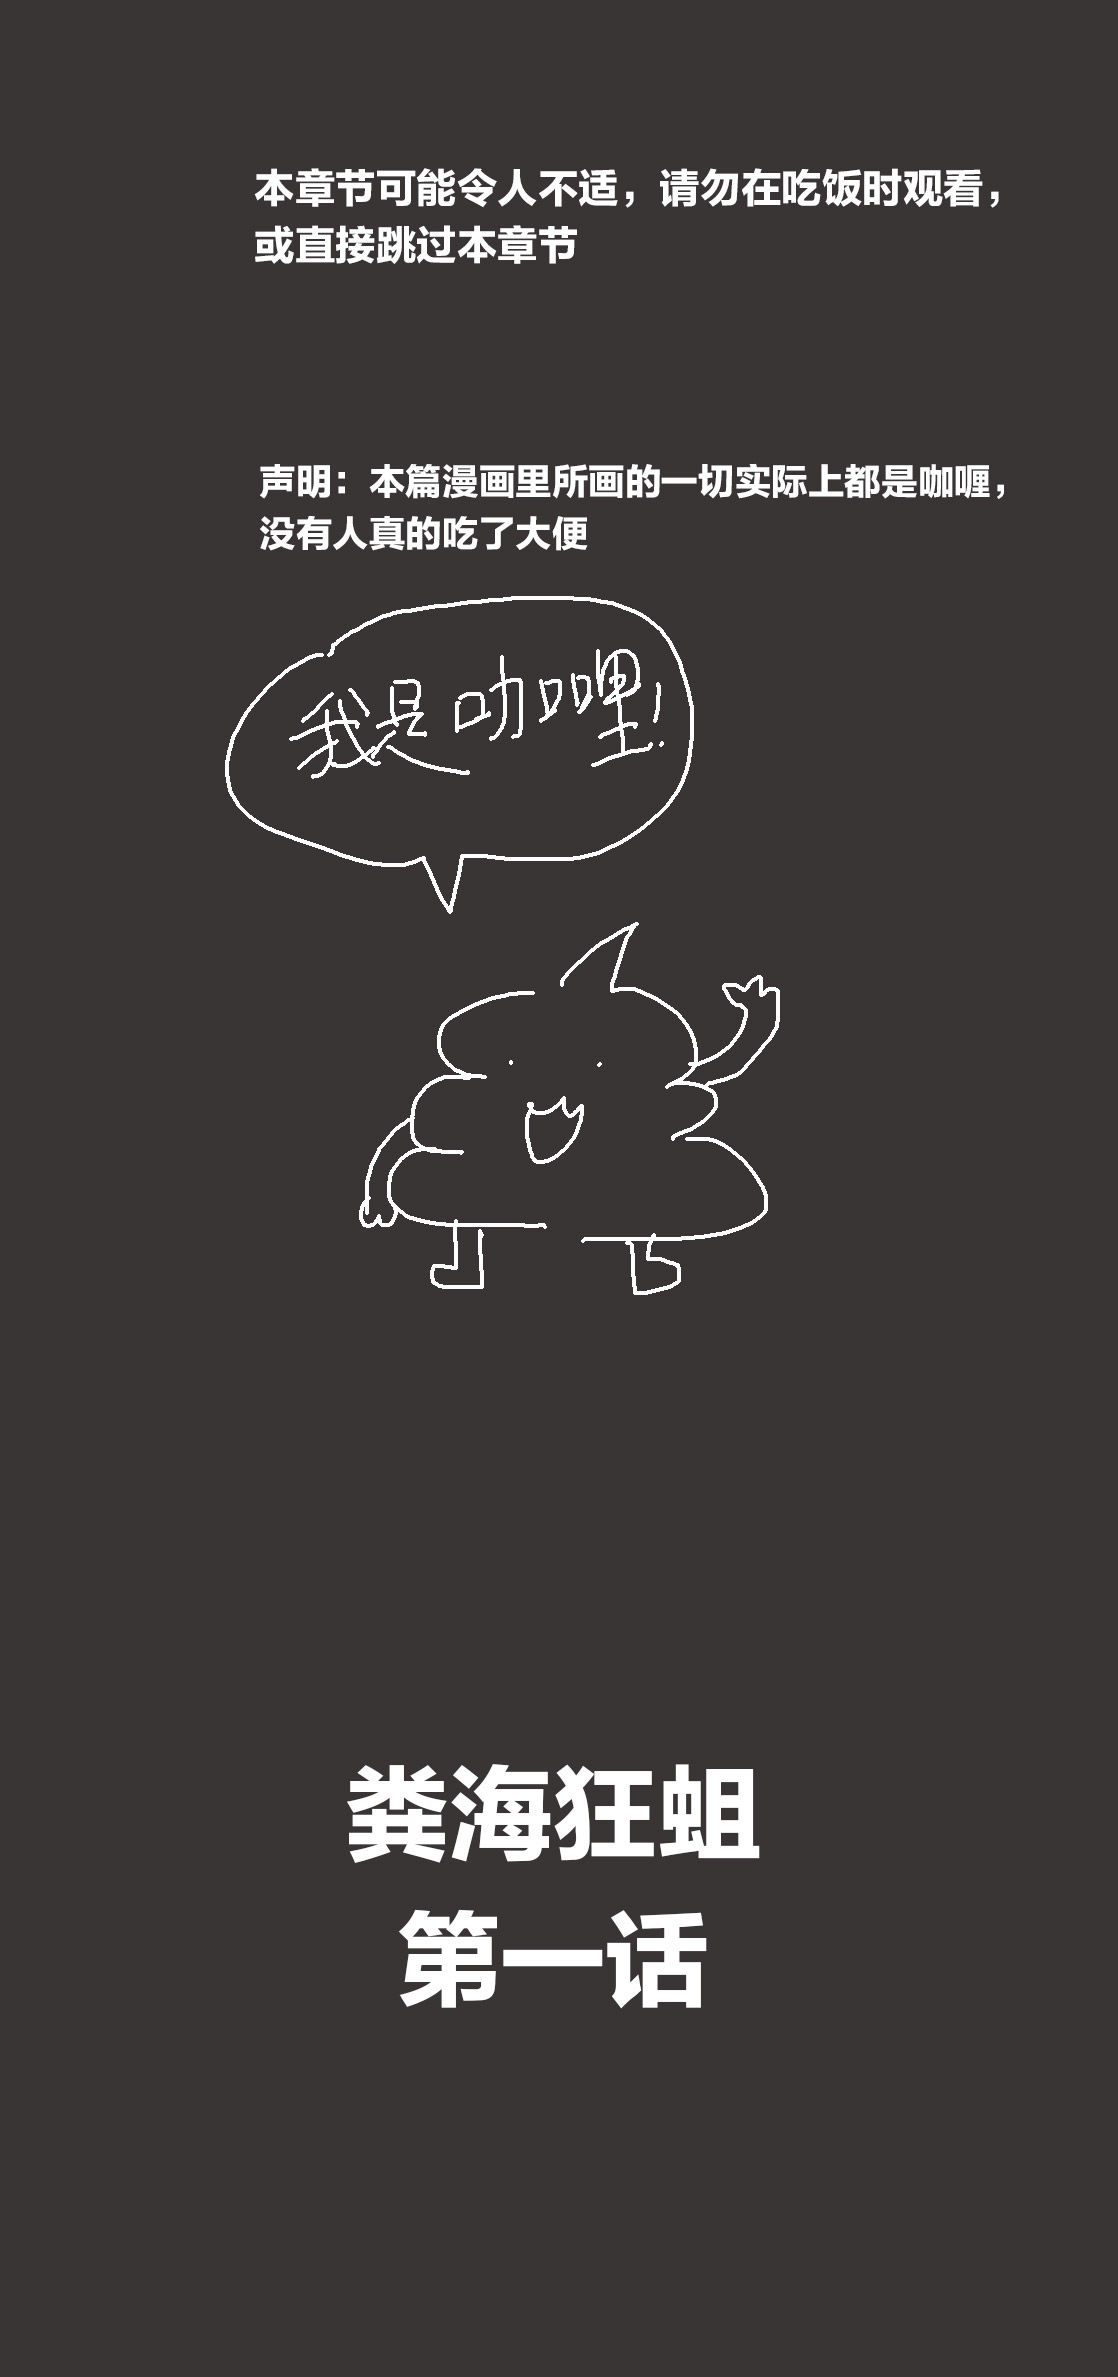 本章节可能令人不适，请勿在吃饭时观看，
或直接跳过本章节
声明：本篇漫画里所画的一切实际上都是咖喱，
没有人真的吃了大便
我是咖喱！
粪海狂蛆
第一话